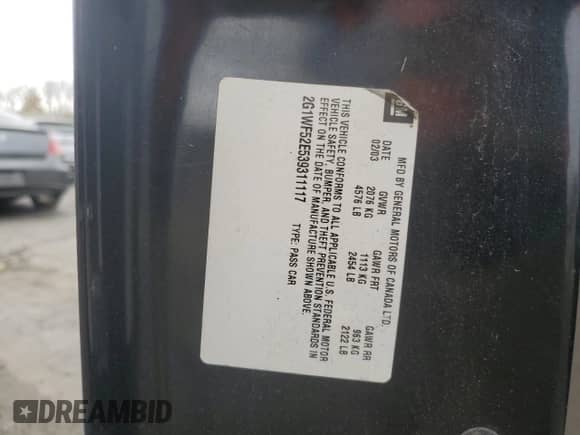 GM
MFD BY GENERAL MOTORS OF CANADA LTD.
DATE GVWR GAWR FRT GAWR RR
02/03 2076 KG 1113 KG 963 KG
4576 LB 2454 LB 2122 LB
THIS VEHICLE CONFORMS TO ALL APPLICABLE U.S. FEDERAL MOTOR
VEHICLE SAFETY, BUMPER, AND THEFT PREVENTION STANDARDS IN
EFFECT ON THE DATE OF MANUFACTURE SHOWN ABOVE.
2G1WF52E539311117 TYPE: PASS CAR
DREAMBID